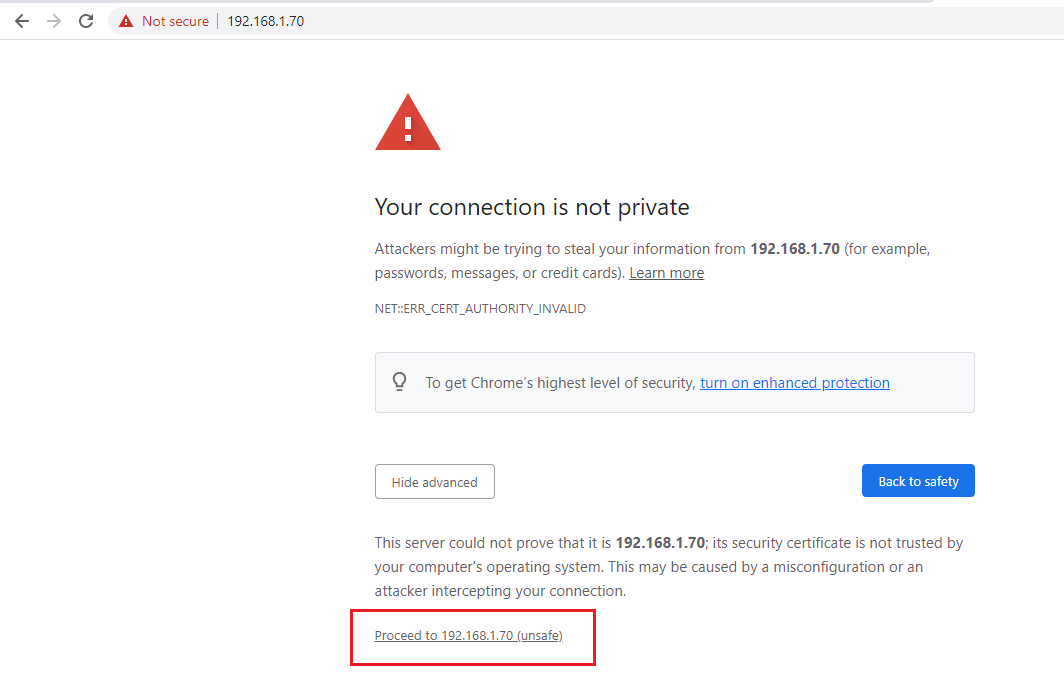 Not secure | 192.168.1.70
Your connection is not private
Attackers might be trying to steal your information from 192.168.1.70 (for example,
passwords, messages, or credit cards). Learn more
NET::ERR_CERT_AUTHORITY_INVALID
To get Chrome's highest level of security, turn on enhanced protection
Hide advanced
Back to safety
This server could not prove that it is 192.168.1.70; its security certificate is not trusted by
your computer's operating system. This may be caused by a misconfiguration or an
attacker intercepting your connection.
Proceed to 192.168.1.70 (unsafe)